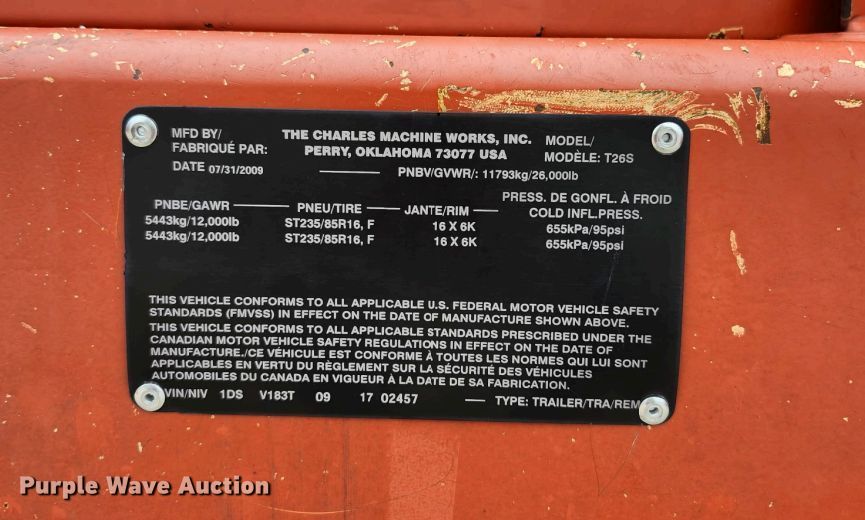 MFD BY/ THE CHARLES MACHINE WORKS, INC. MODEL/
FABRIQUÉ PAR: PERRY, OKLAHOMA 73077 USA MODÈLE: T26S
DATE 07/31/2009 PNBV/GVWR/: 11793kg/26,000lb
PNBE/GAWR PNEU/TIRE JANTE/RIM PRESS. DE GONFL. À FROID
COLD INFL.PRESS.
5443kg/12,000lb ST235/85R16, F 16 X 6K 655kPa/95psi
5443kg/12,000lb ST235/85R16, F 16 X 6K 655kPa/95psi
THIS VEHICLE CONFORMS TO ALL APPLICABLE U.S. FEDERAL MOTOR VEHICLE SAFETY
STANDARDS (FMVSS) IN EFFECT ON THE DATE OF MANUFACTURE SHOWN ABOVE.
THIS VEHICLE CONFORMS TO ALL APPLICABLE STANDARDS PRESCRIBED UNDER THE
CANADIAN MOTOR VEHICLE SAFETY REGULATIONS IN EFFECT ON THE DATE OF
MANUFACTURE./CE VÉHICULE EST CONFORME À TOUTES LES NORMES QUI LUI SONT
APPLICABLES EN VERTU DU RÈGLEMENT SUR LA SÉCURITÉ DES VÉHICULES
AUTOMOBILES DU CANADA EN VIGUEUR À LA DATE DE SA FABRICATION.
VIN/NIV 1DS V183T 09 17 02457 — TYPE: TRAILER/TRA/REM
Purple Wave Auction